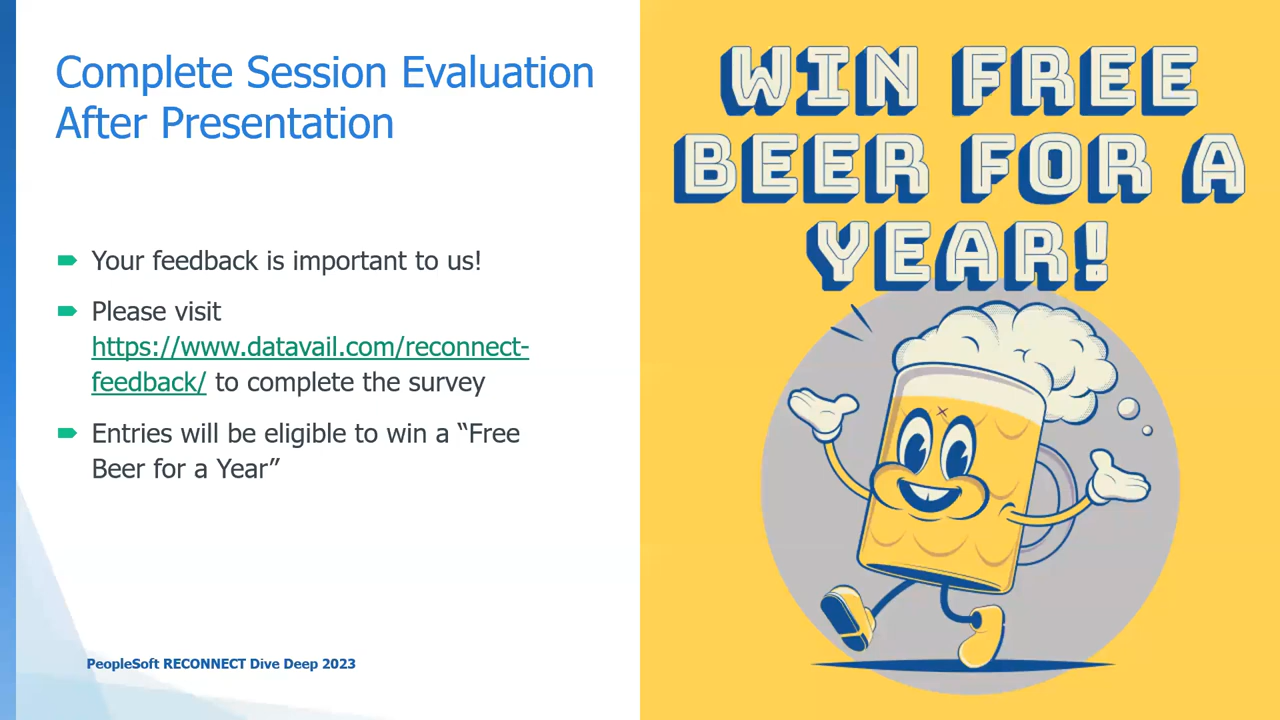 Complete Session Evaluation
After Presentation
Your feedback is important to us!
Please visit
https://www.datavail.com/reconnect-
feedback/ to complete the survey
Entries will be eligible to win a “Free
Beer for a Year”
PeopleSoft RECONNECT Dive Deep 2023
WIN FREE
BEER FOR A
YEAR!